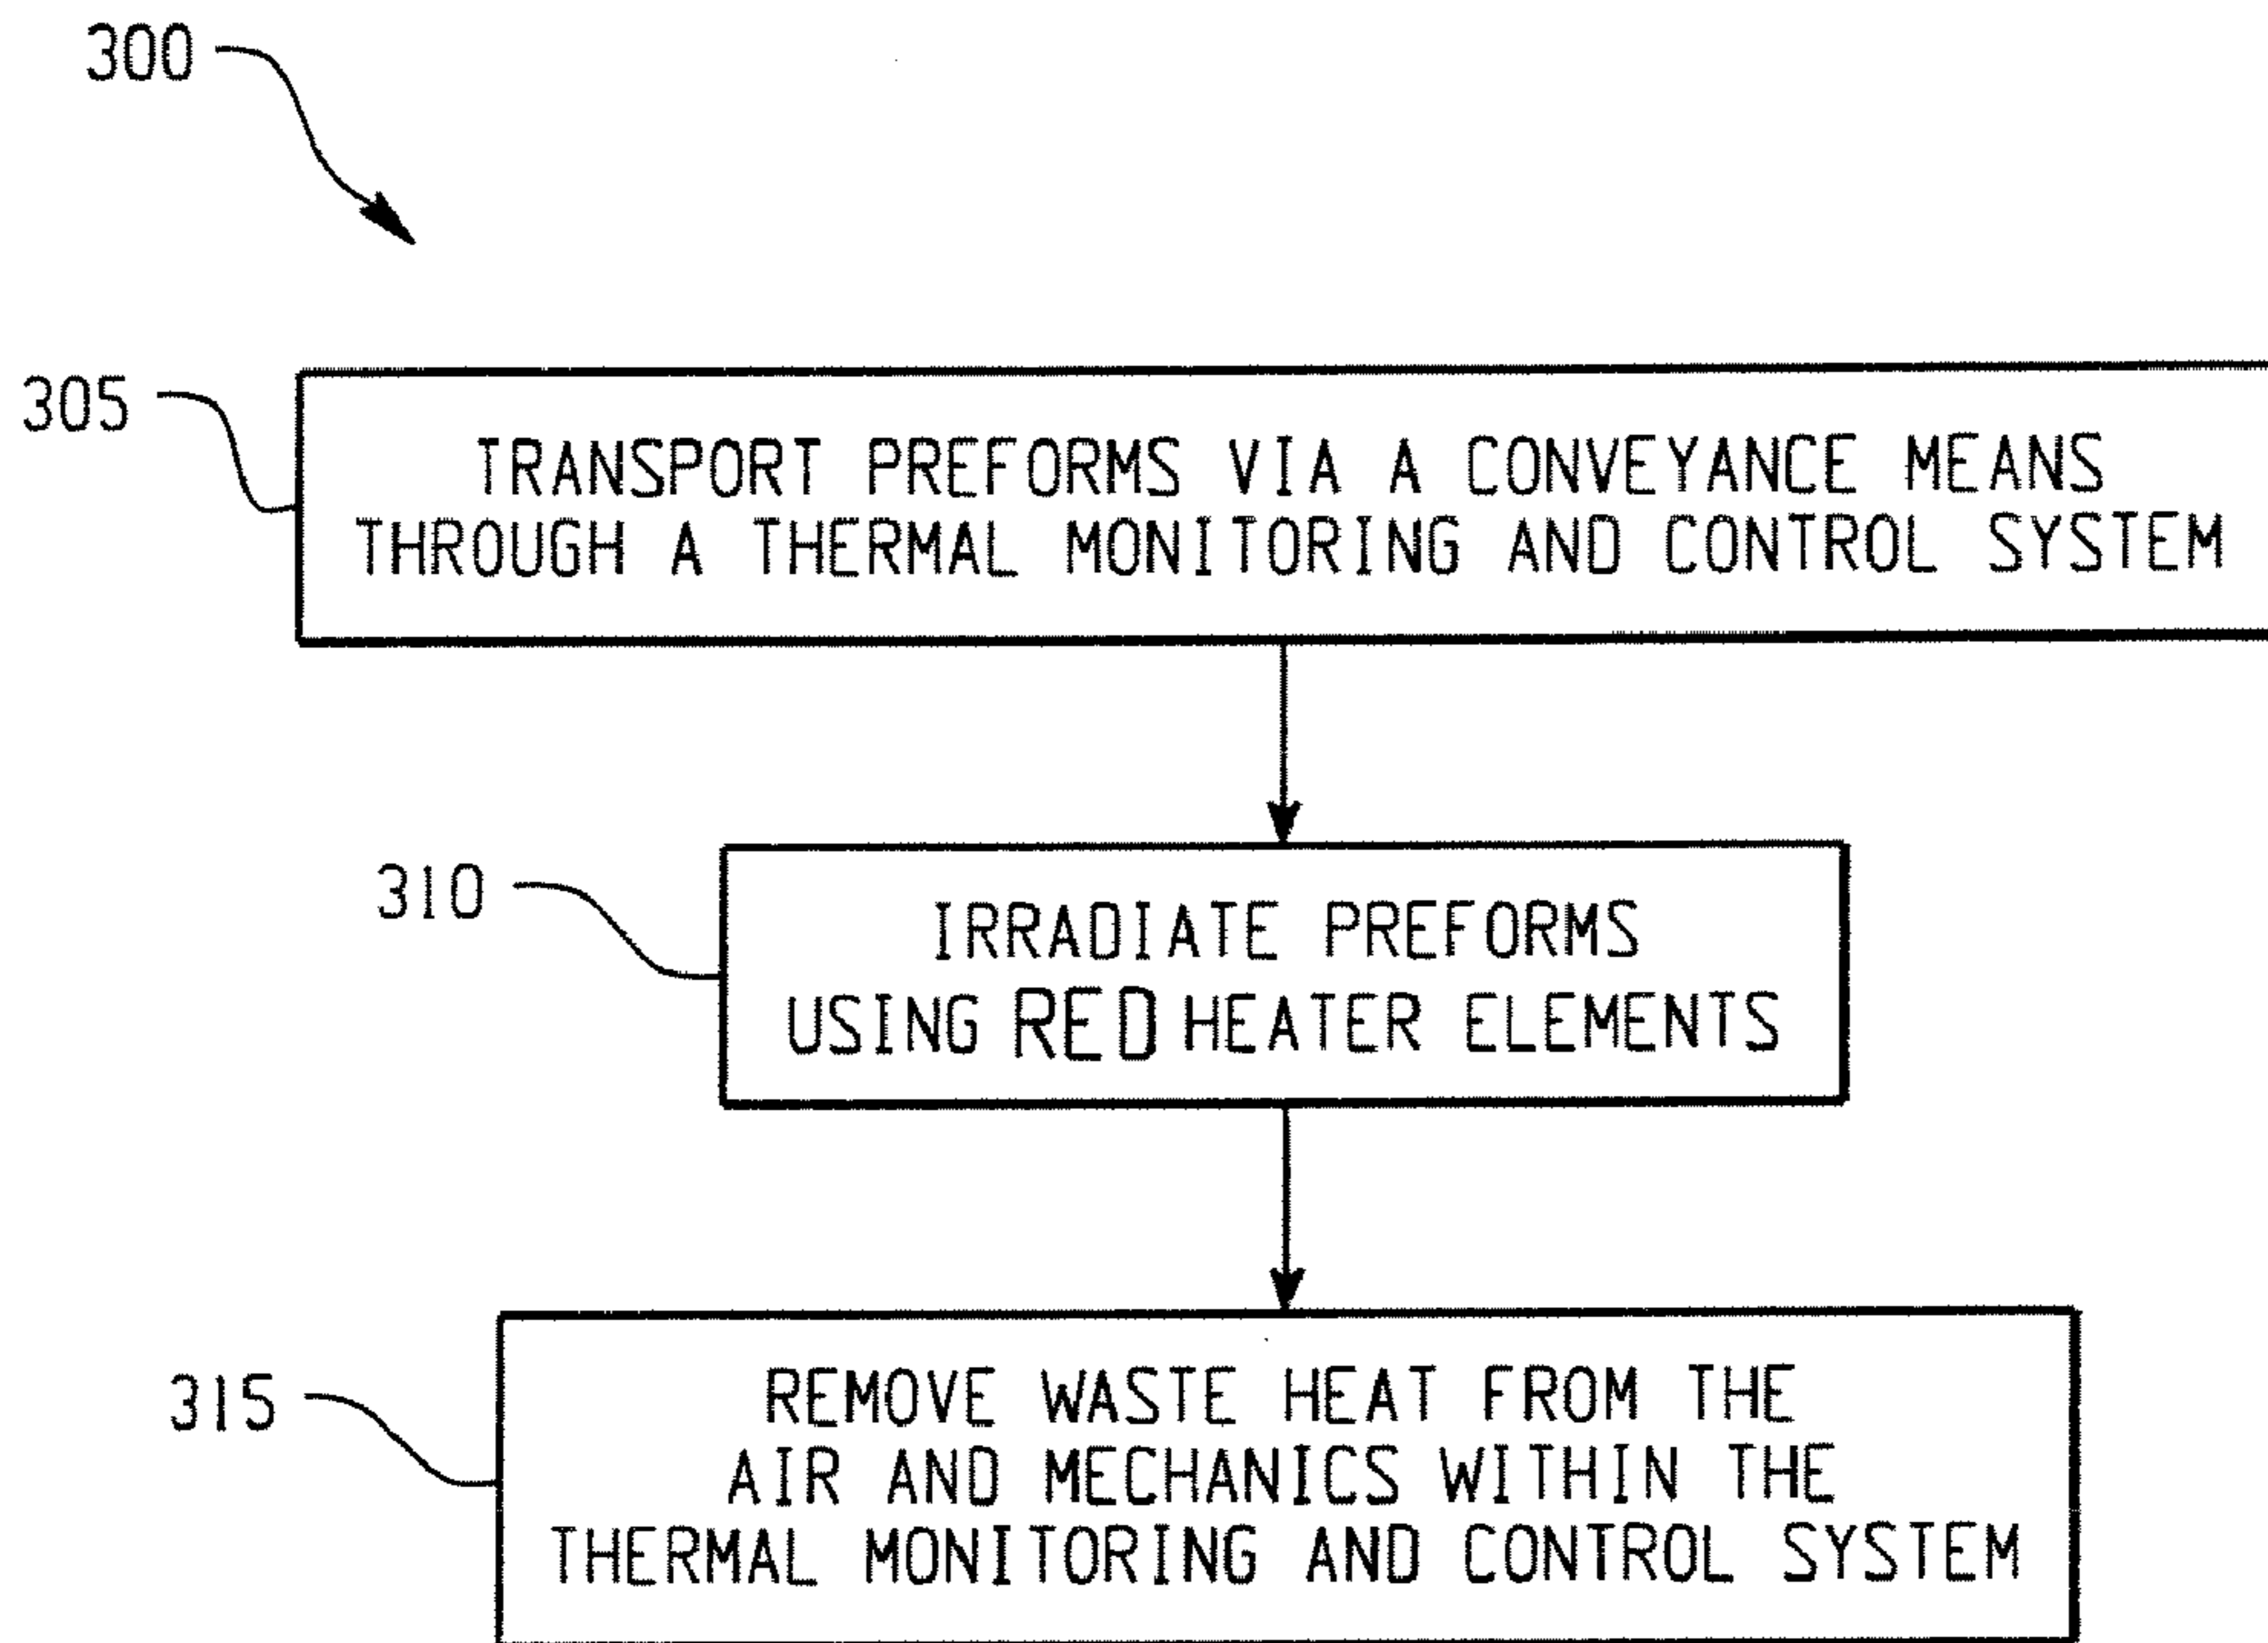 300
305
TRANSPORT PREFORMS VIA A CONVEYANCE MEANS
THROUGH A THERMAL MONITORING AND CONTROL SYSTEM
310
IRRADIATE PREFORMS
USING RED HEATER ELEMENTS
315
REMOVE WASTE HEAT FROM THE
AIR AND MECHANICS WITHIN THE
THERMAL MONITORING AND CONTROL SYSTEM